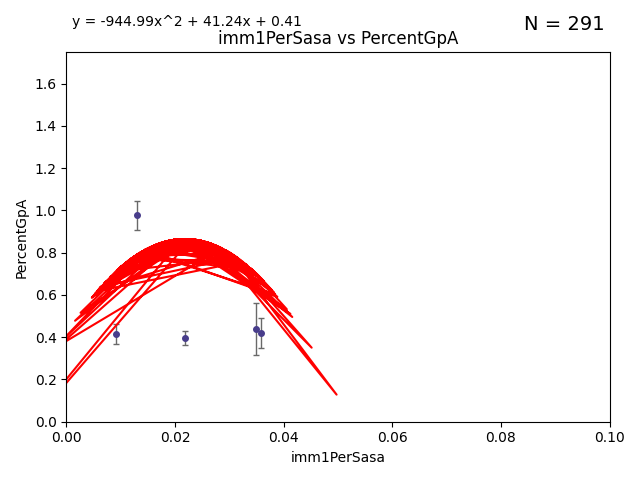 y = -944.99x^2 + 41.24x + 0.41
N = 291
imm1PerSasa vs PercentGpA
PercentGpA
1.6
1.4
1.2
1.0
0.8
0.6
0.4
0.2
0.0
0.00 0.02 0.04 0.06 0.08 0.10
imm1PerSasa